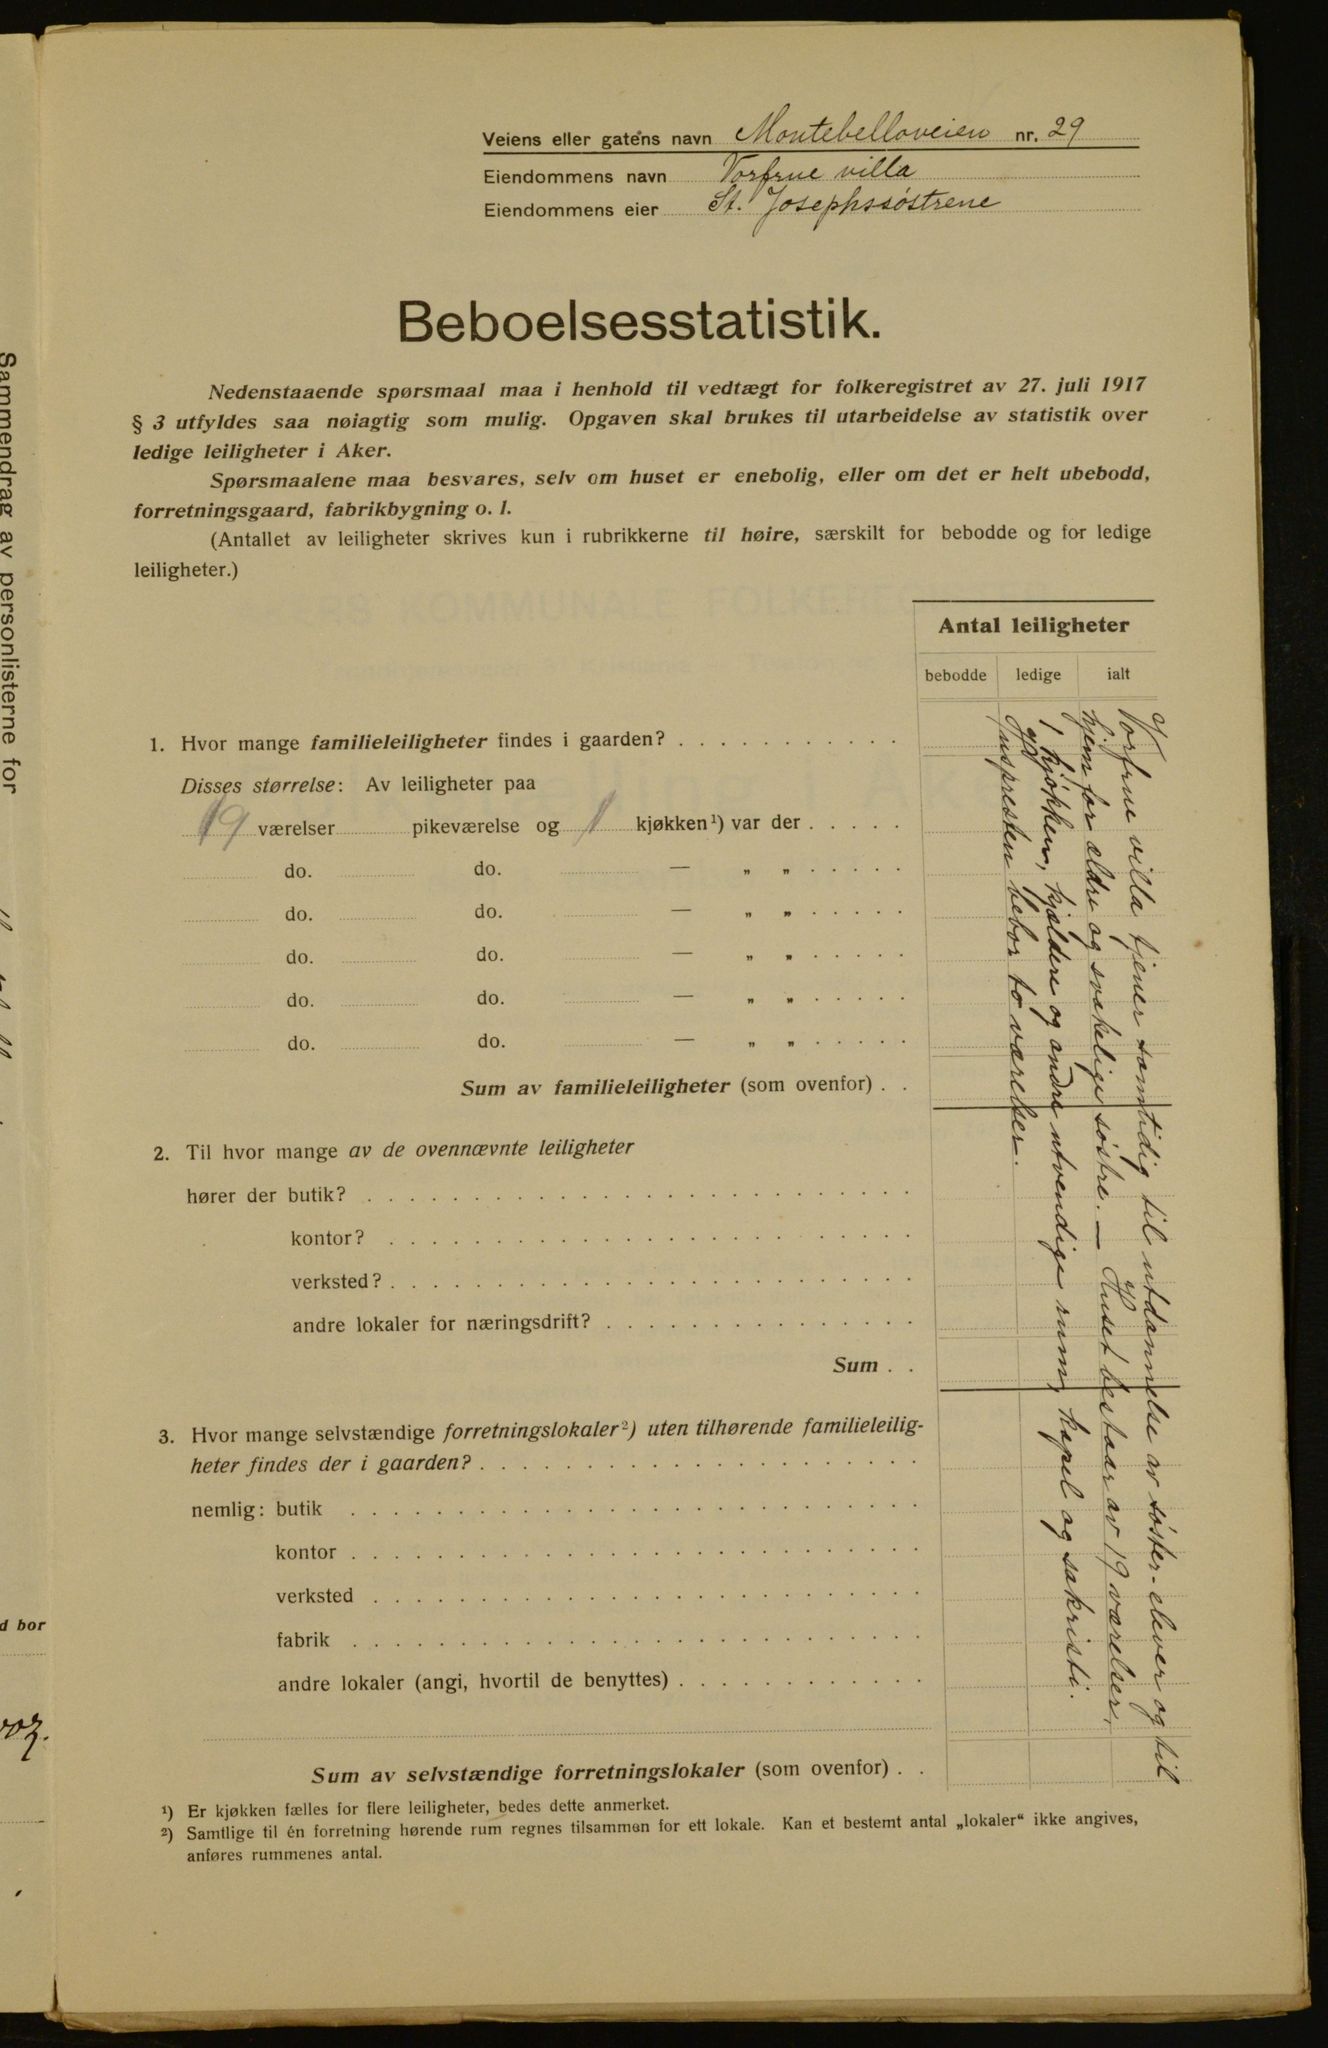 Veiens eller gatens navn Montebelloveien nr. 29
Eiendommens navn Vorfrue villa
Eiendommens eier St. Josephssøstrene
Beboelsesstatistik.
Nedenstaaende spørsmaal maa i henhold til vedtægt for folkeregistret av 27. juli 1917
§ 3 utfyldes saa nøiagtig som mulig. Opgaven skal brukes til utarbeidelse av statistik over
ledige leiligheter i Aker.
Spørsmaalene maa besvares, selv om huset er enebolig, eller om det er helt ubebodd,
forretningsgaard, fabrikbygning o. l.
(Antallet av leiligheter skrives kun i rubrikkerne til høire, særskilt for bebodde og for ledige
leiligheter.)
Antal leiligheter
bebodde ledige ialt
1. Hvor mange familieleiligheter findes i gaarden? . . . . . . . . . . .
Disses størrelse: Av leiligheter paa
19 værelser pikeværelse og 1 kjøkken¹) var der . . . . .
do. do. — „ „ . . . . .
do. do. — „ „ . . . . .
do. do. — „ „ . . . . .
do. do. — „ „ . . . . .
do. do. — „ „ . . . . .
Sum av familieleiligheter (som ovenfor) . .
2. Til hvor mange av de ovennævnte leiligheter
hører der butik? . . . . . . . . . . . . . . . . . . . .
kontor? . . . . . . . . . . . . . . . . . . .
verksted? . . . . . . . . . . . . . . . . . . .
andre lokaler for næringsdrift? . . . . . . . . . . .
Sum . .
3. Hvor mange selvstændige forretningslokaler²) uten tilhørende familieleilig-
heter findes der i gaarden? . . . . . . . . . . . . . . . .
nemlig: butik . . . . . . . . . . . . . . . . . . . .
kontor . . . . . . . . . . . . . . . . . . . .
verksted . . . . . . . . . . . . . . . . . . .
fabrik . . . . . . . . . . . . . . . . . . . .
andre lokaler (angi, hvortil de benyttes) . . . . . . . . .
Sum av selvstændige forretningslokaler (som ovenfor) . .
Vorfrue villa tjener samtidig til utdannelse av søster-elever og til
hjem for ældre og svakelige søstre. — Huset bestaar av 19 værelser,
1 kjøkken, kjældere og andre utvendige rum, kapel og sakristi.
Huspresten bebor to værelser.
¹) Er kjøkken fælles for flere leiligheter, bedes dette anmerket.
²) Samtlige til én forretning hørende rum regnes tilsammen for ett lokale. Kan et bestemt antal „lokaler“ ikke angives,
anføres rummenes antal.
Sammendrag av personlisterne for
d bor